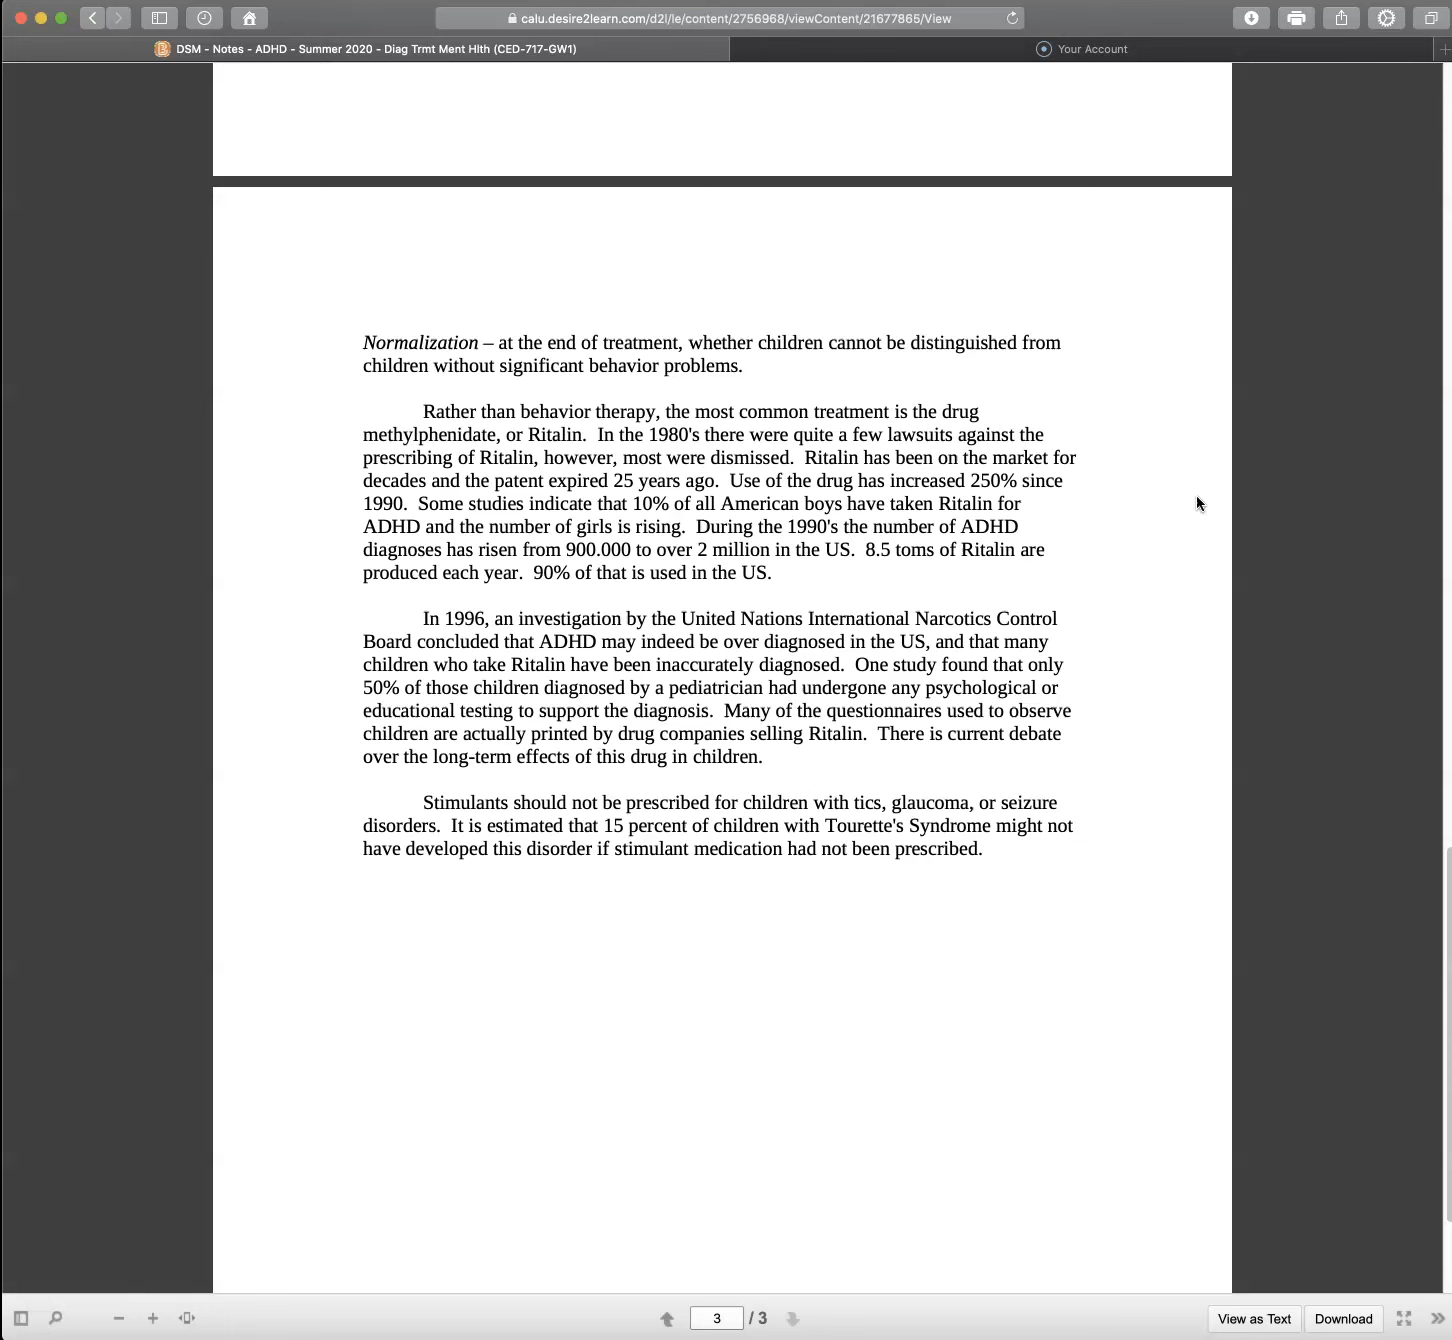 calu.desire2learn.com/d2l/le/content/2756968/viewContent/21677865/View
DSM - Notes - ADHD - Summer 2020 - Diag Trmt Ment Hlth (CED-717-GW1)
Your Account
Normalization – at the end of treatment, whether children cannot be distinguished from
children without significant behavior problems.
Rather than behavior therapy, the most common treatment is the drug
methylphenidate, or Ritalin. In the 1980's there were quite a few lawsuits against the
prescribing of Ritalin, however, most were dismissed. Ritalin has been on the market for
decades and the patent expired 25 years ago. Use of the drug has increased 250% since
1990. Some studies indicate that 10% of all American boys have taken Ritalin for
ADHD and the number of girls is rising. During the 1990's the number of ADHD
diagnoses has risen from 900.000 to over 2 million in the US. 8.5 toms of Ritalin are
produced each year. 90% of that is used in the US.
In 1996, an investigation by the United Nations International Narcotics Control
Board concluded that ADHD may indeed be over diagnosed in the US, and that many
children who take Ritalin have been inaccurately diagnosed. One study found that only
50% of those children diagnosed by a pediatrician had undergone any psychological or
educational testing to support the diagnosis. Many of the questionnaires used to observe
children are actually printed by drug companies selling Ritalin. There is current debate
over the long-term effects of this drug in children.
Stimulants should not be prescribed for children with tics, glaucoma, or seizure
disorders. It is estimated that 15 percent of children with Tourette's Syndrome might not
have developed this disorder if stimulant medication had not been prescribed.
3 / 3
View as Text Download